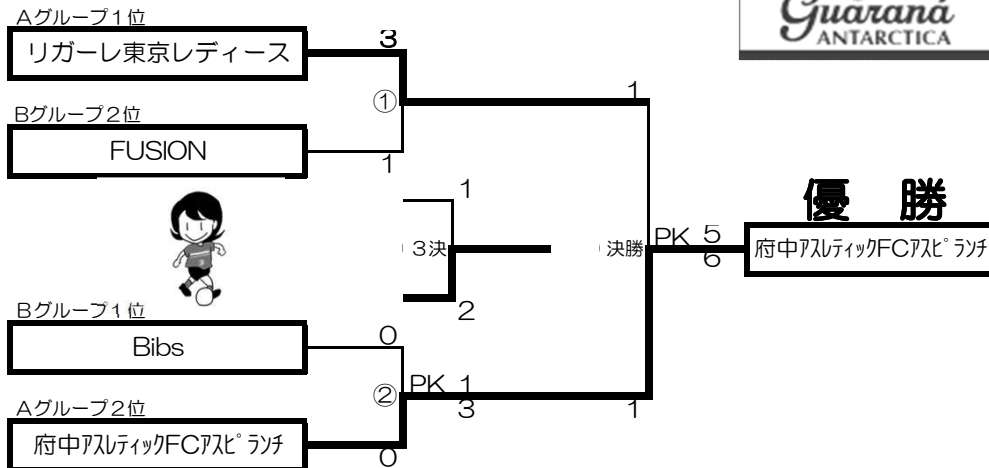 Aグループ1位
リガーレ東京レディース
3
Guaraná
ANTARCTICA
①
1
Bグループ2位
FUSION
1
1
優 勝
3決
決勝
PK 5
6
府中アスレティックFCアスピランチ
2
Bグループ1位
Bibs
0
②
PK 1
3
1
Aグループ2位
府中アスレティックFCアスピランチ
0